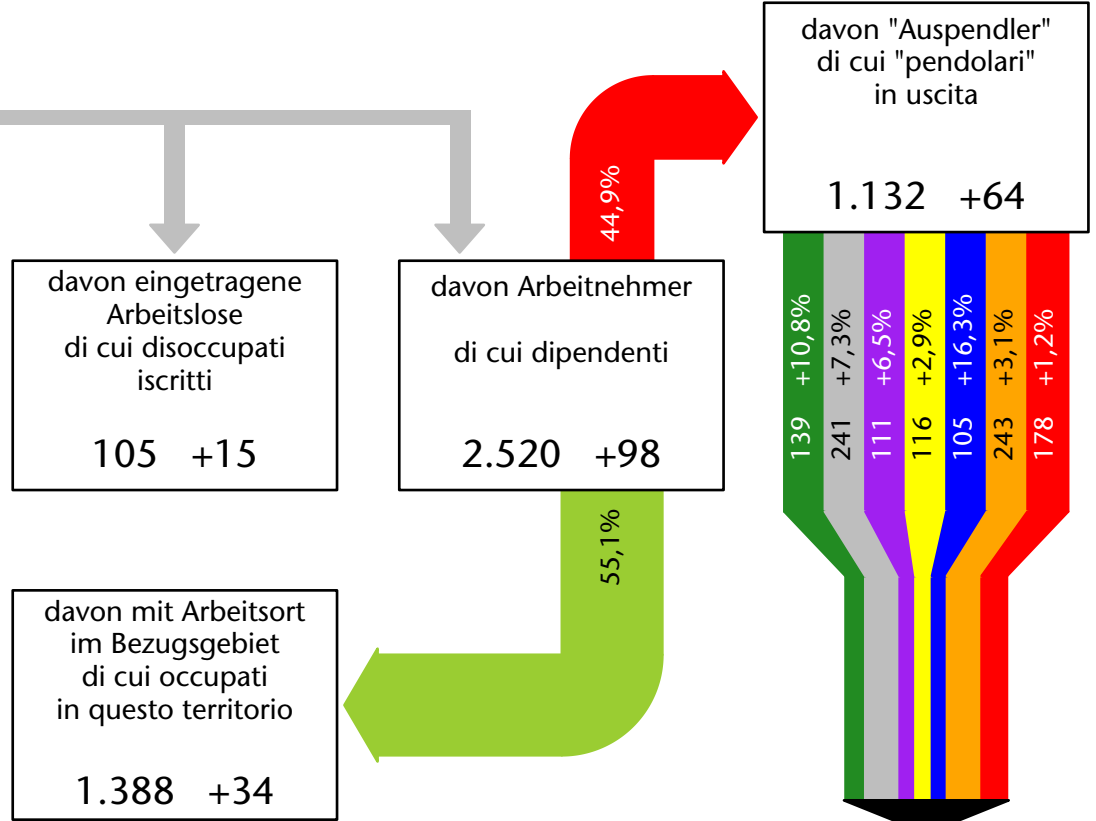 davon "Auspendler"
di cui "pendolari"
in uscita
1.132 +64
44,9%
davon eingetragene
Arbeitslose
di cui disoccupati
iscritti
105 +15
davon Arbeitnehmer
di cui dipendenti
2.520 +98
139 +10,8%
241 +7,3%
111 +6,5%
116 +2,9%
105 +16,3%
243 +3,1%
178 +1,2%
55,1%
davon mit Arbeitsort
im Bezugsgebiet
di cui occupati
in questo territorio
1.388 +34